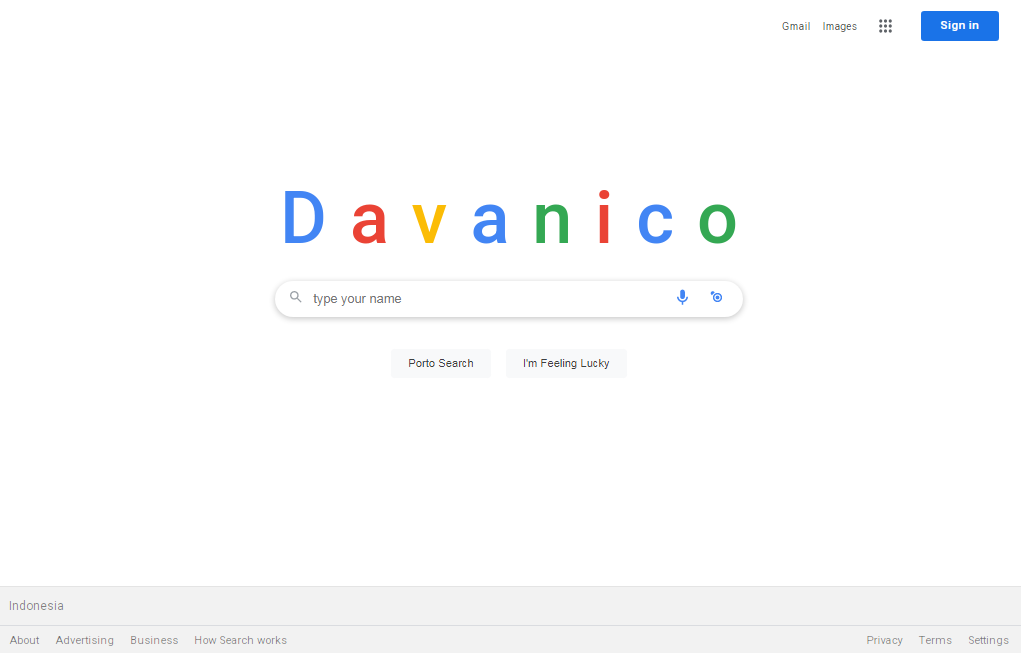 Gmail Images Sign in
Davanico
type your name
Porto Search I'm Feeling Lucky
Indonesia
About Advertising Business How Search works Privacy Terms Settings